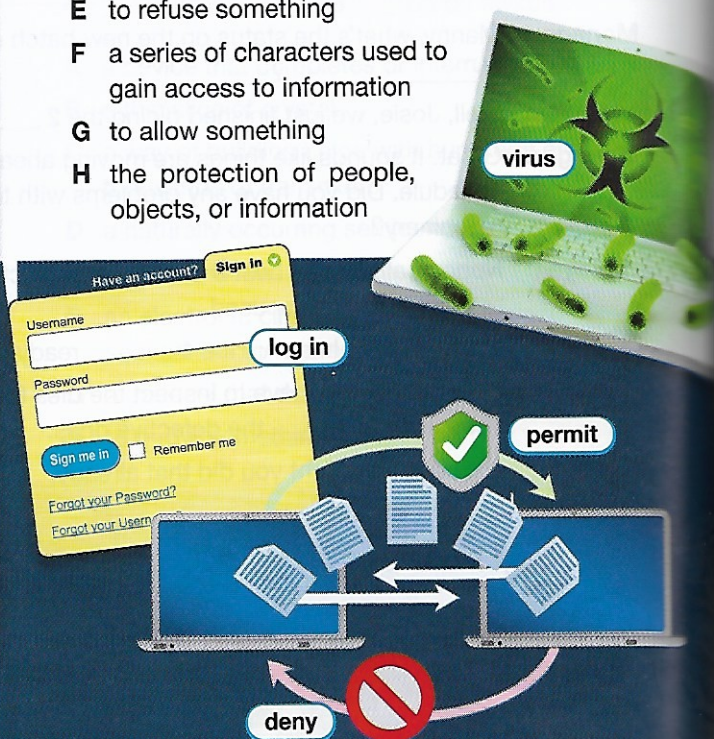 E to refuse something
F a series of characters used to
gain access to information
G to allow something
H the protection of people,
objects, or information
virus
Have an account? Sign in
Username
log in
Password
Sign me in Remember me
permit
Forgot your Password?
Forgot your
deny